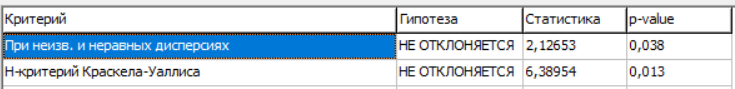 Критерий Гипотеза Статистика p-value
При неизв. и неравных дисперсиях НЕ ОТКЛОНЯЕТСЯ 2,12653 0,038
Н-критерий Краскела-Уаллиса НЕ ОТКЛОНЯЕТСЯ 6,38954 0,013